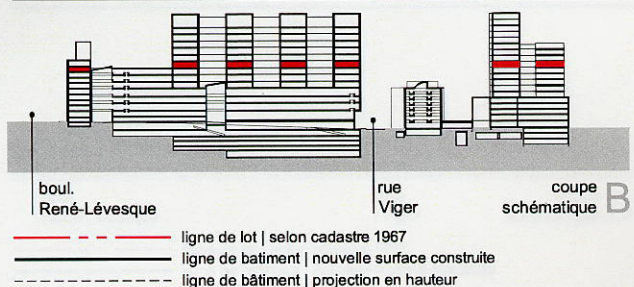 boul.
René-Lévesque
rue
Viger
coupe
schématique
B
ligne de lot | selon cadastre 1967
ligne de batiment | nouvelle surface construite
ligne de bâtiment | projection en hauteur